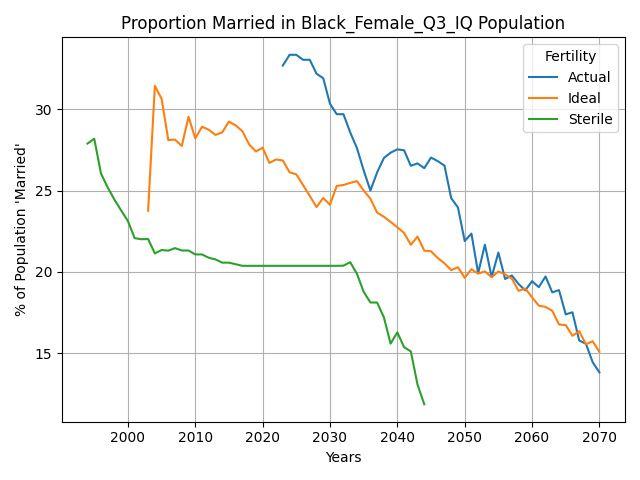 Proportion Married in Black_Female_Q3_IQ Population
Fertility
Actual
Ideal
Sterile
% of Population 'Married'
30
25
20
15
2000 2010 2020 2030 2040 2050 2060 2070
Years